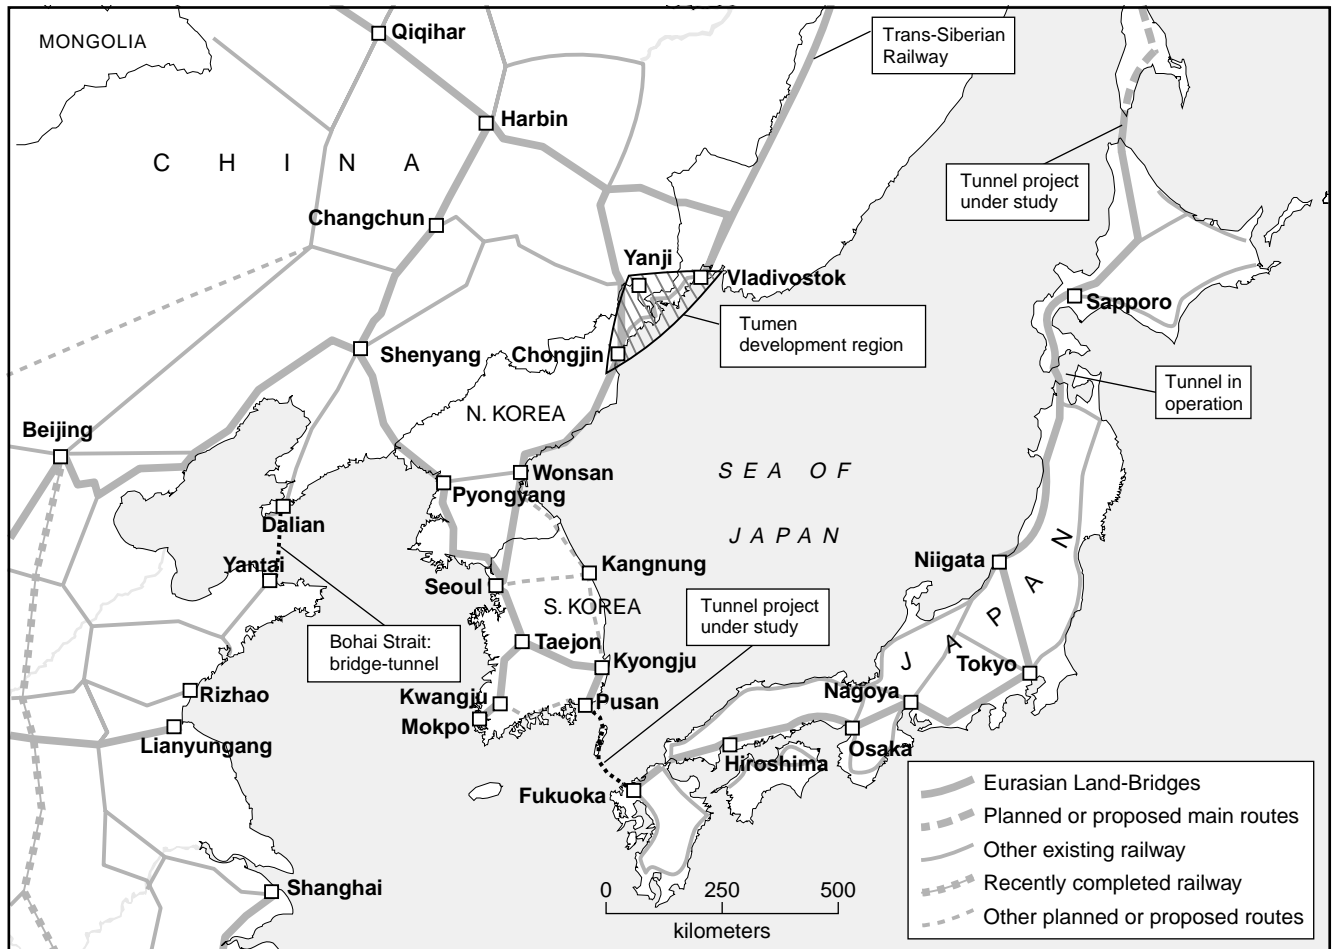 MONGOLIA
Qiqihar
Trans-Siberian
Railway
Harbin
C H I N A
Tunnel project
under study
Changchun
Yanji
Vladivostok
Sapporo
Tumen
development region
Shenyang
Chongjin
Tunnel in
operation
N. KOREA
Beijing
Wonsan
SEA OF
JAPAN
Pyongyang
Dalian
Yantai
Niigata
Kangnung
Seoul
S. KOREA
Tunnel project
under study
JAPAN
Bohai Strait:
bridge-tunnel
Taejon
Kyongju
Tokyo
Nagoya
Rizhao
Kwangju
Pusan
Mokpo
Lianyungang
Osaka
Hiroshima
Fukuoka
Eurasian Land-Bridges
Planned or proposed main routes
Other existing railway
Recently completed railway
Other planned or proposed routes
Shanghai
0 250 500
kilometers